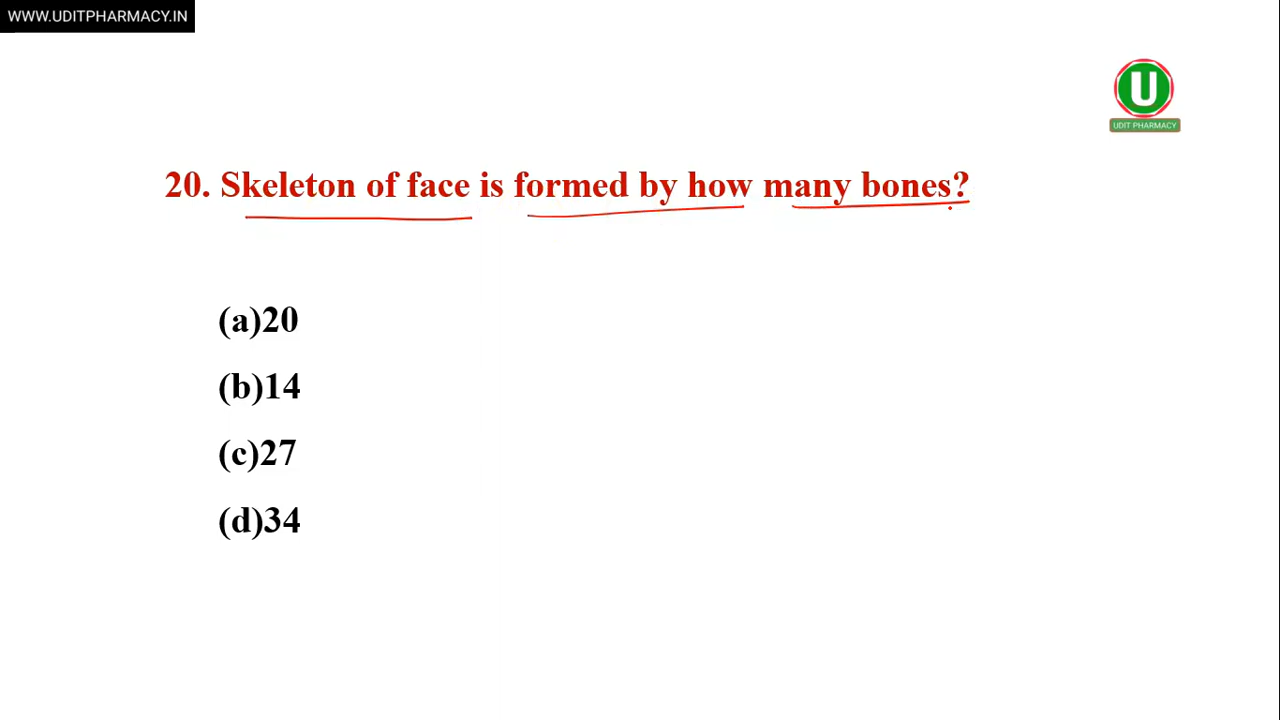 WWW.UDITPHARMACY.IN
U
UDIT PHARMACY
20. Skeleton of face is formed by how many bones?
(a)20
(b)14
(c)27
(d)34